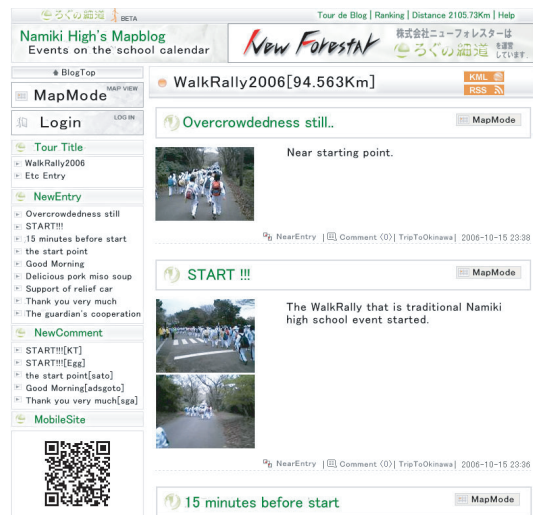 ろぐの細道 BETA
Tour de Blog | Ranking | Distance 2105.73Km | Help
Namiki High's Mapblog
Events on the school calendar
New Forestar
株式会社ニューフォレスターは
ろぐの細道 を運営しています.
BlogTop
MapMode MAP VIEW
Login LOG IN
Tour Title
WalkRally2006
Etc Entry
NewEntry
Overcrowdedness still
START!!!
15 minutes before start
the start point
Good Morning
Delicious pork miso soup
Support of relief car
Thank you very much
The guardian's cooperation
NewComment
START!!![KT]
START!!![Egg]
the start point[sato]
Good Morning[adsgoto]
Thank you very much[sga]
MobileSite
WalkRally2006[94.563Km]
KML
RSS
Overcrowdedness still..
MapMode
Near starting point.
NearEntry | Comment (0)| TripToOkinawa| 2006-10-15 23:38
START !!!
MapMode
The WalkRally that is traditional Namiki
high school event started.
NearEntry | Comment (0)| TripToOkinawa| 2006-10-15 23:36
15 minutes before start
MapMode